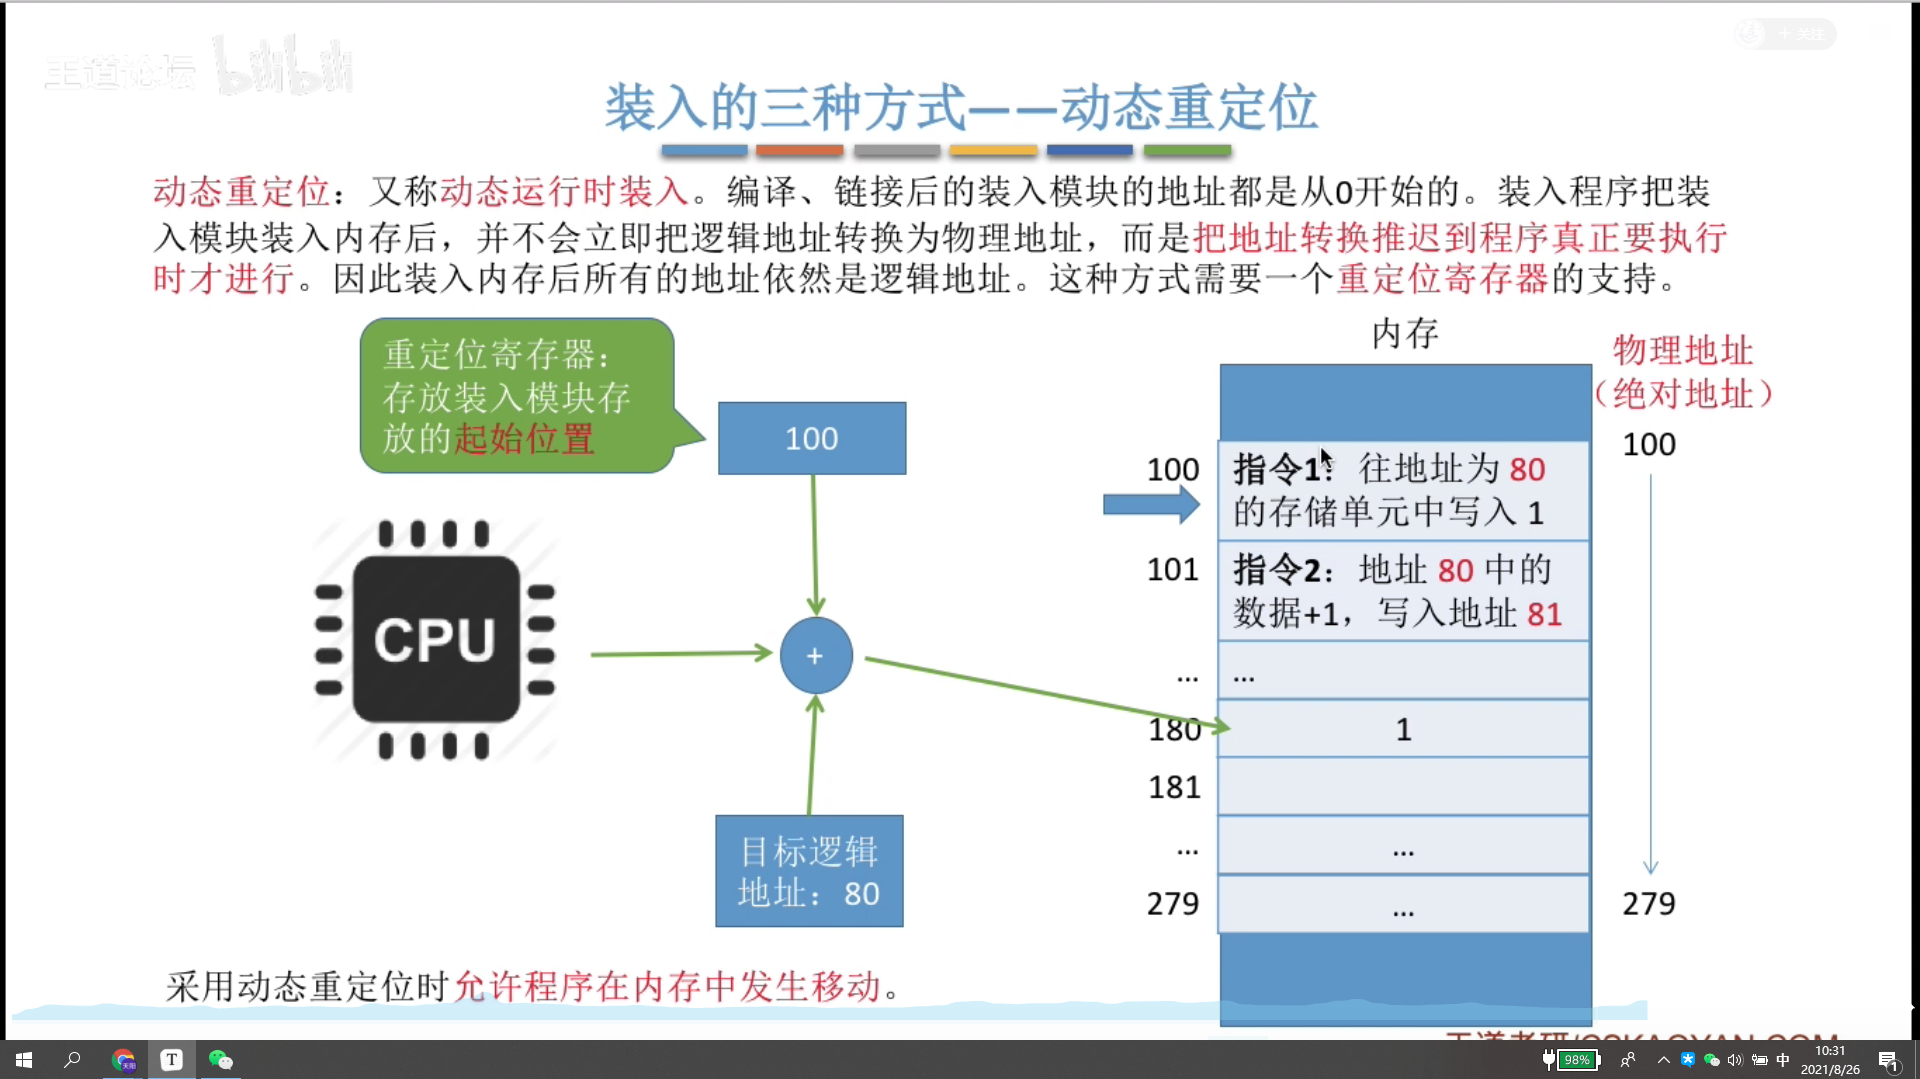 王道论坛 bilibili
+ 关注
装入的三种方式——动态重定位
动态重定位：又称动态运行时装入。编译、链接后的装入模块的地址都是从0开始的。装入程序把装
入模块装入内存后，并不会立即把逻辑地址转换为物理地址，而是把地址转换推迟到程序真正要执行
时才进行。因此装入内存后所有的地址依然是逻辑地址。这种方式需要一个重定位寄存器的支持。
重定位寄存器：
存放装入模块存
放的起始位置
100
CPU
+
目标逻辑
地址：80
内存
物理地址
（绝对地址）
100
100
指令1：往地址为 80
的存储单元中写入 1
101
指令2：地址 80 中的
数据+1，写入地址 81
...
...
180
1
181
...
...
279
...
279
采用动态重定位时允许程序在内存中发生移动。
T
98%
中
10:31
2021/8/26
1